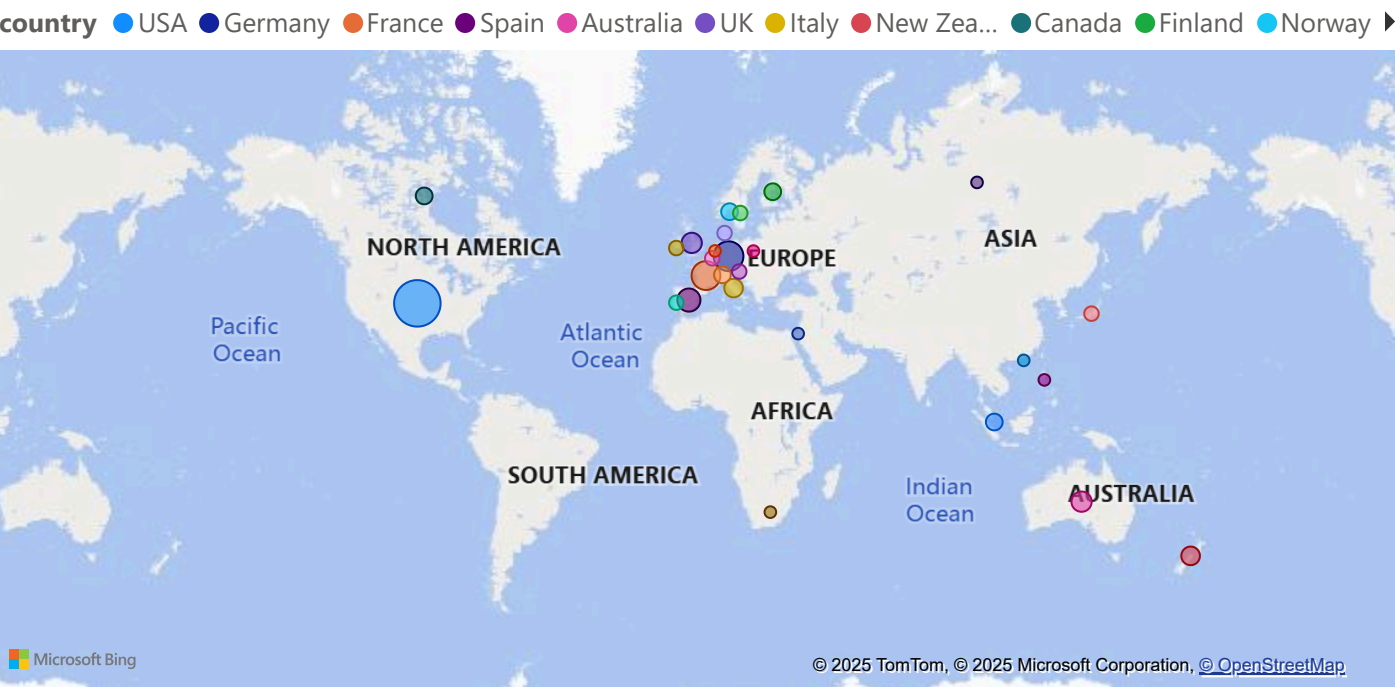 country USA Germany France Spain Australia UK Italy New Zea... Canada Finland Norway
NORTH AMERICA
ASIA
EUROPE
Pacific
Ocean
Atlantic
Ocean
AFRICA
SOUTH AMERICA
Indian
Ocean
AUSTRALIA
Microsoft Bing
© 2025 TomTom, © 2025 Microsoft Corporation, © OpenStreetMap